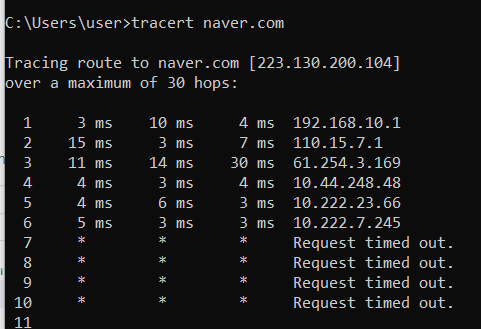 C:\Users\user>tracert naver.com
Tracing route to naver.com [223.130.200.104]
over a maximum of 30 hops:
1 3 ms 10 ms 4 ms 192.168.10.1
2 15 ms 3 ms 7 ms 110.15.7.1
3 11 ms 14 ms 30 ms 61.254.3.169
4 4 ms 3 ms 4 ms 10.44.248.48
5 4 ms 6 ms 3 ms 10.222.23.66
6 5 ms 3 ms 3 ms 10.222.7.245
7 * * * Request timed out.
8 * * * Request timed out.
9 * * * Request timed out.
10 * * * Request timed out.
11